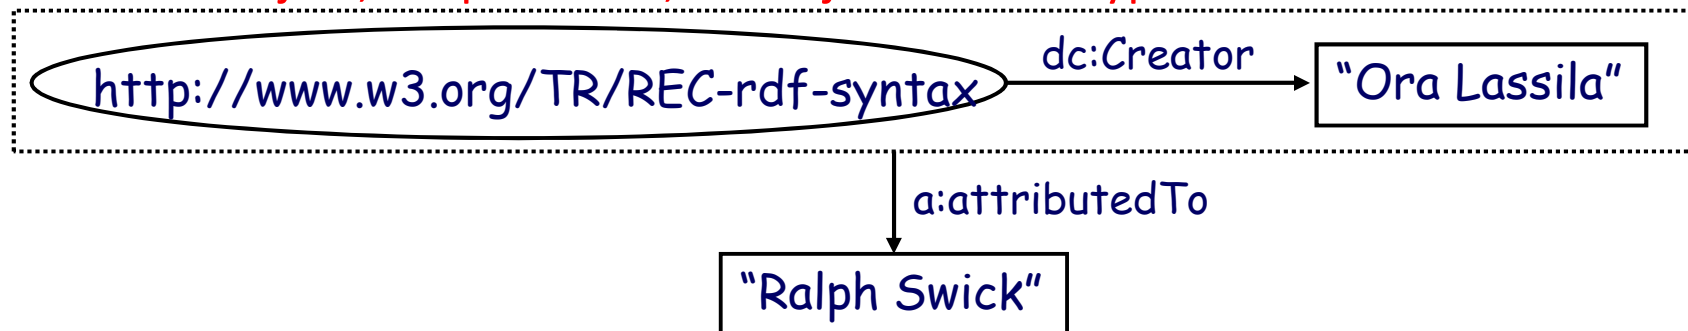 dc:Creator
http://www.w3.org/TR/REC-rdf-syntax
“Ora Lassila”
a:attributedTo
“Ralph Swick”